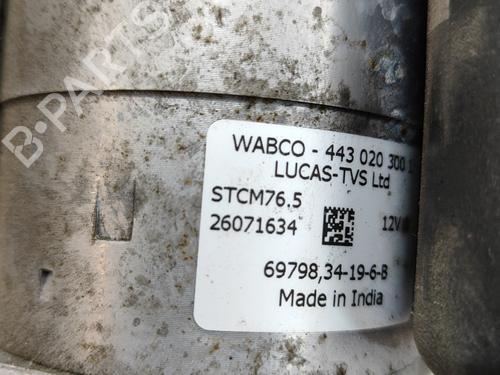 B-PARTS
WABCO - 443 020 300
LUCAS-TVS Ltd
STCM76.5
26071634
12V
69798,34-19-6-B
Made in India